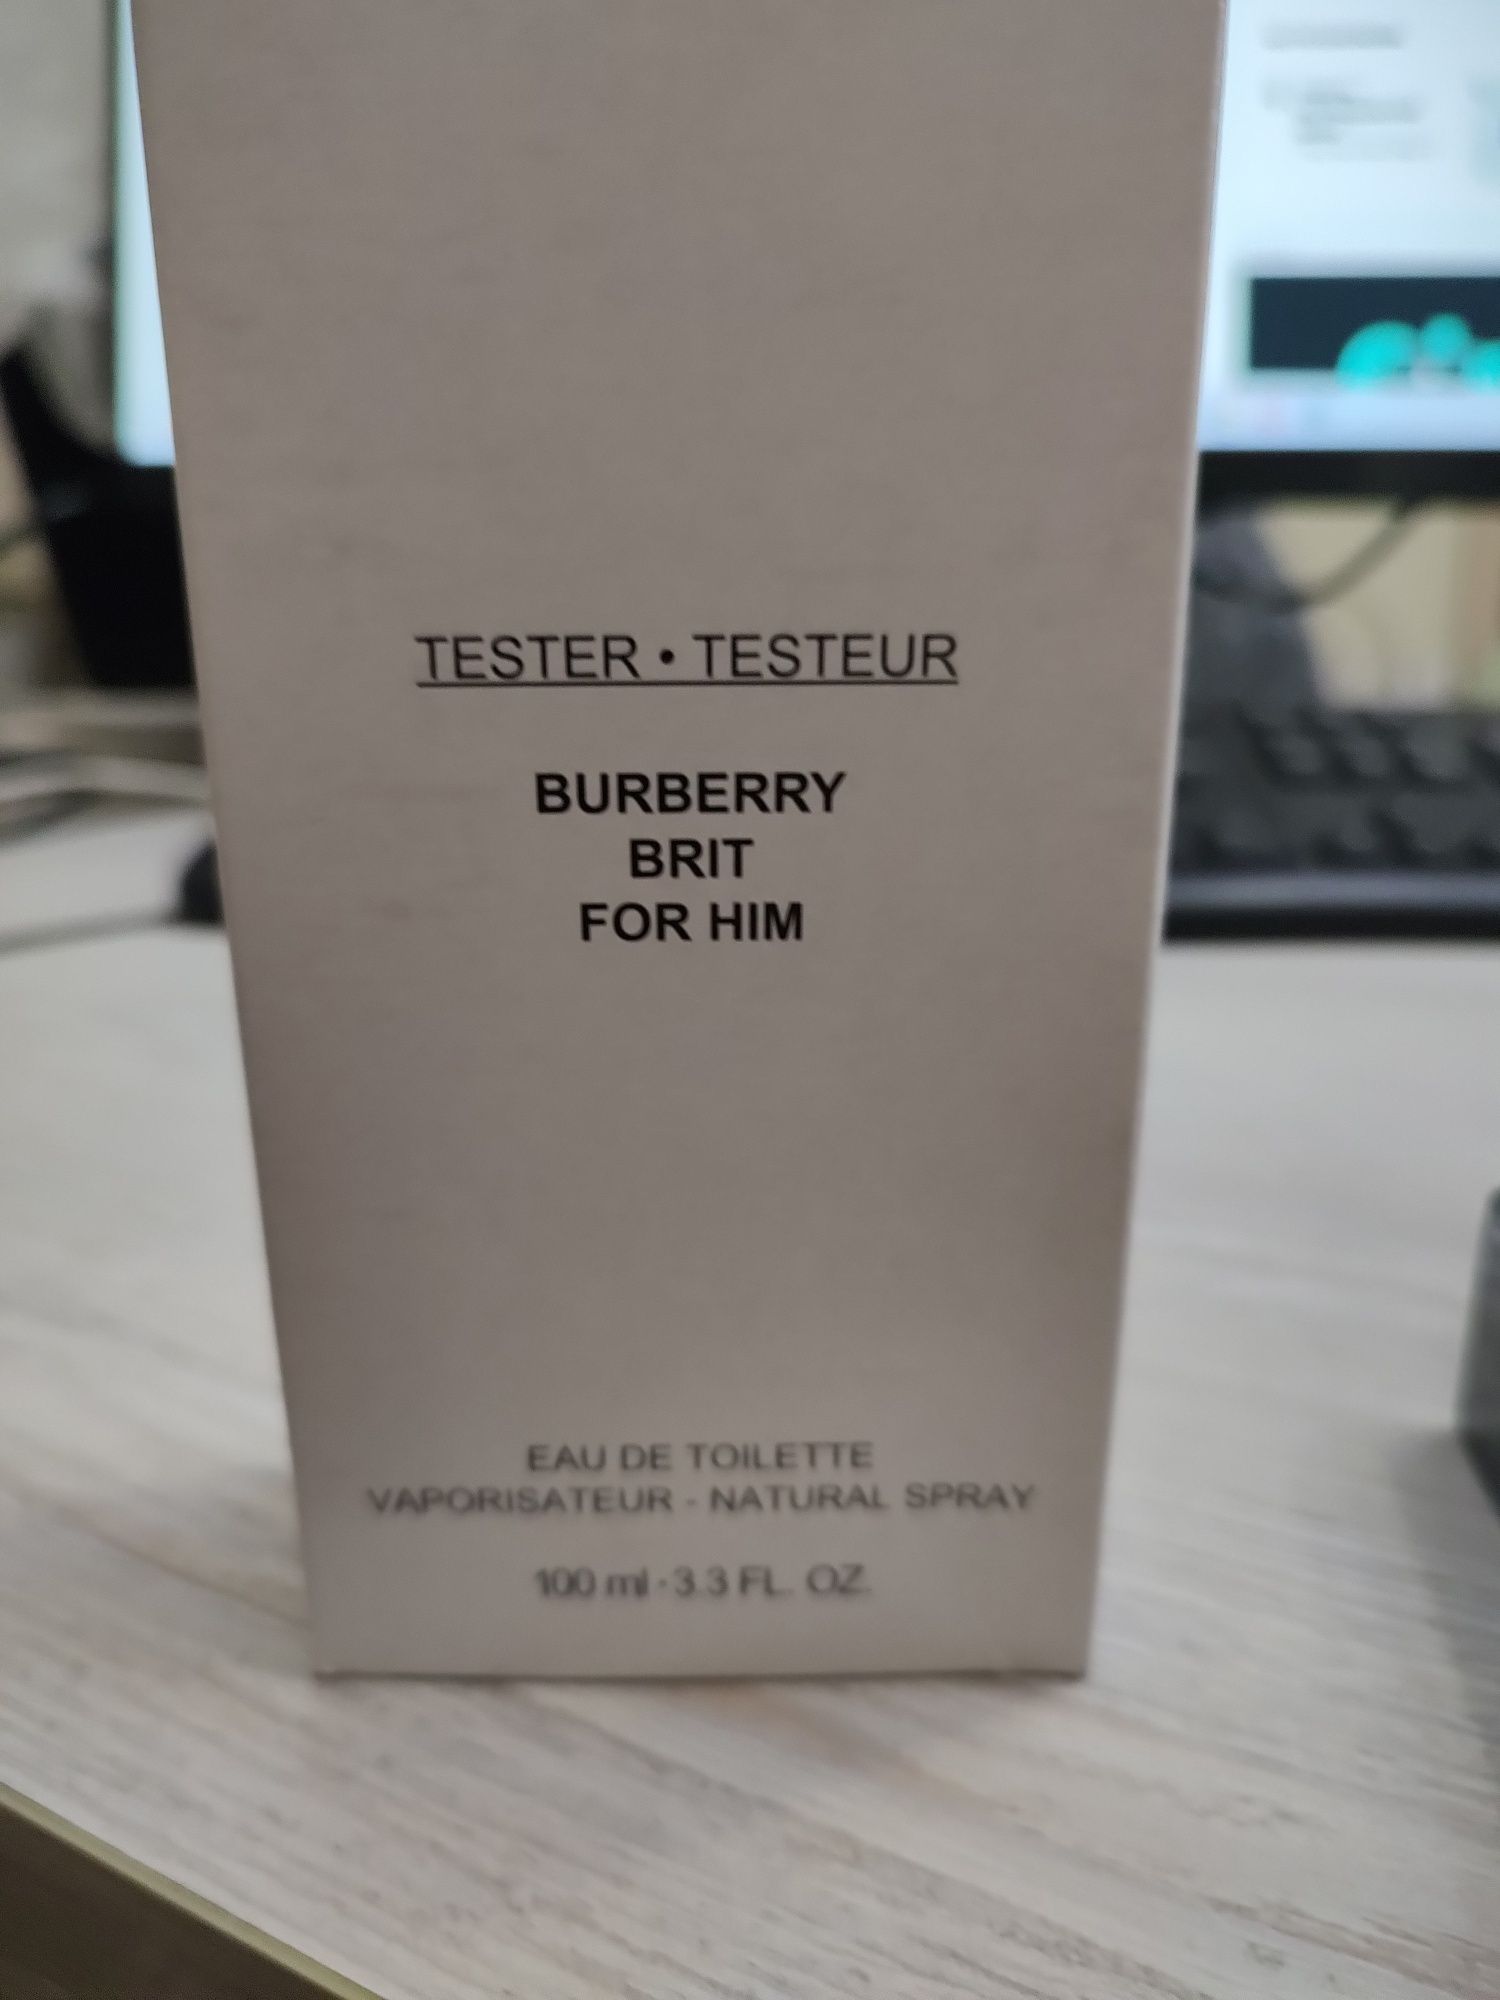 TESTER • TESTEUR
BURBERRY
BRIT
FOR HIM
EAU DE TOILETTE
VAPORISATEUR - NATURAL SPRAY
100 ml · 3.3 FL. OZ.